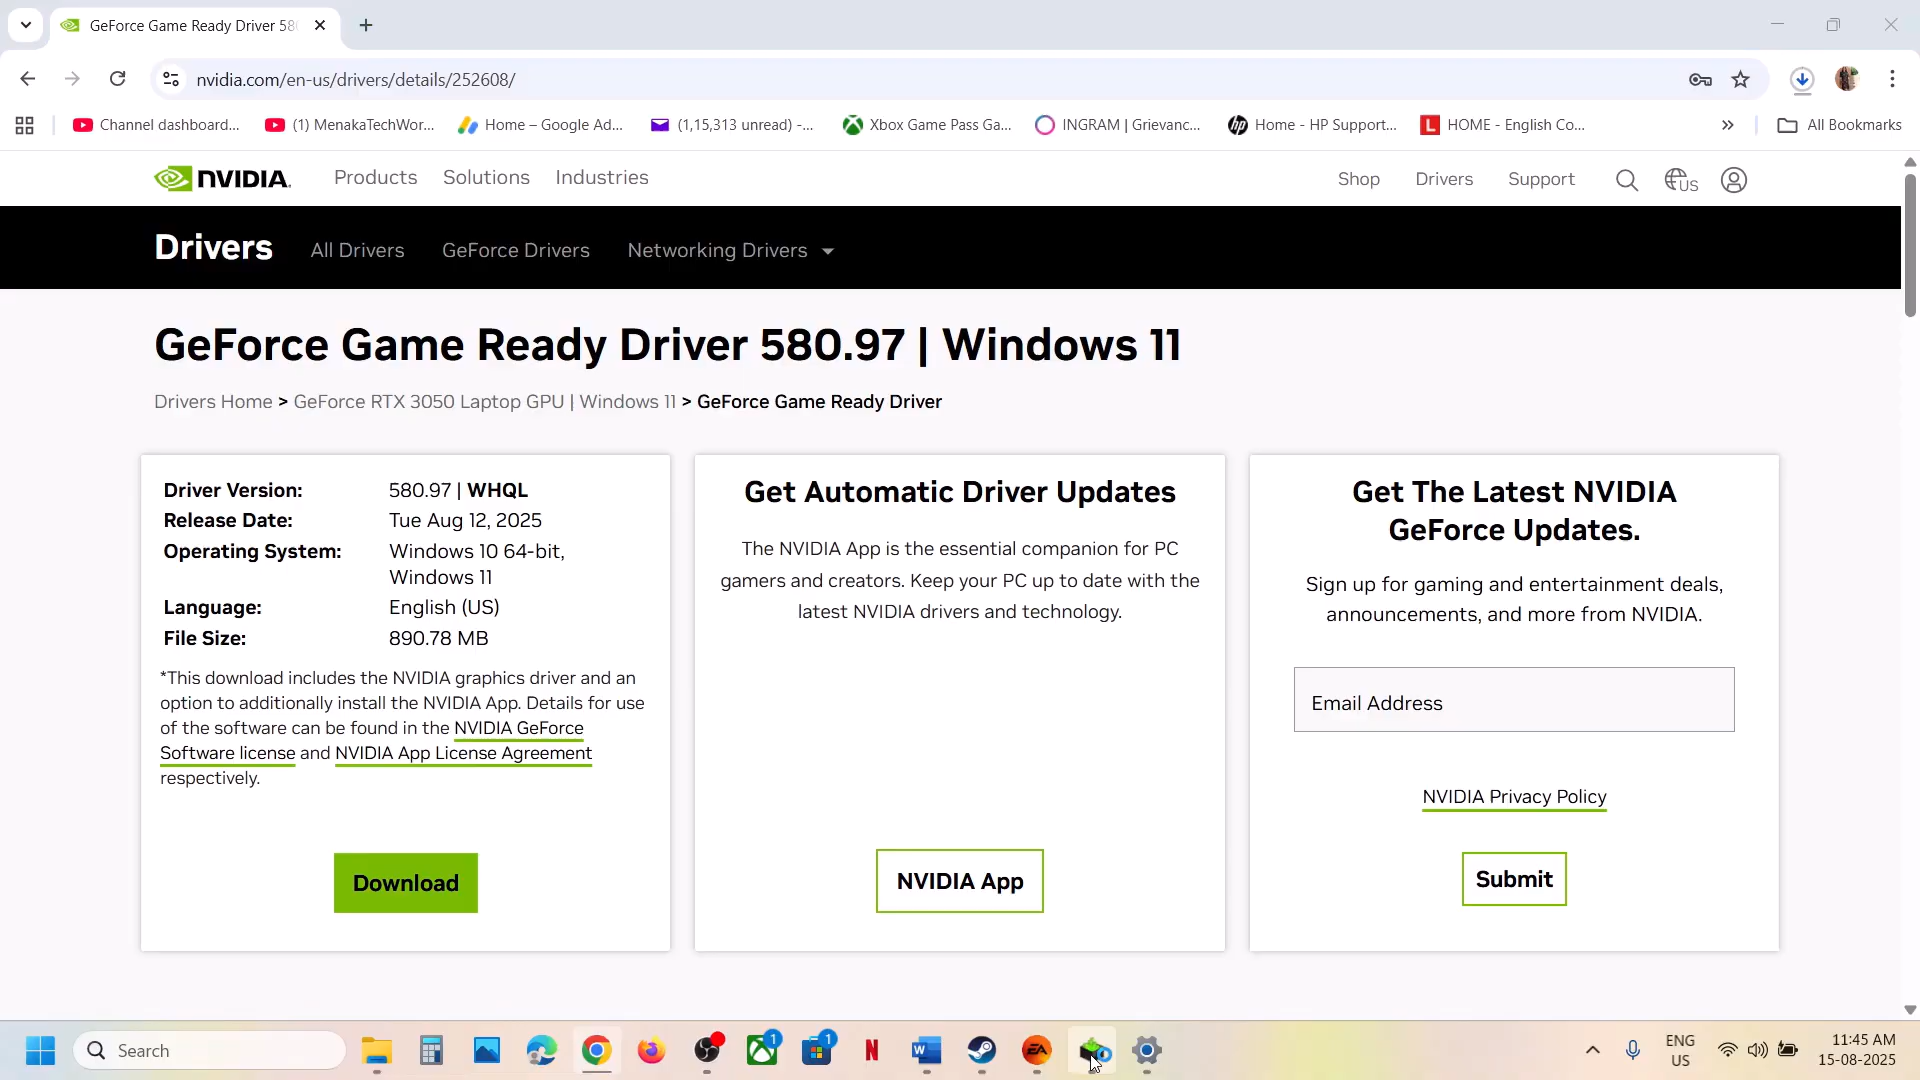 GeForce Game Ready Driver 58
nvidia.com/en-us/drivers/details/252608/
Channel dashboard...
(1) MenakaTechWor...
Home – Google Ad...
(1,15,313 unread) -...
Xbox Game Pass Ga...
INGRAM | Grievanc...
Home - HP Support...
HOME - English Co...
All Bookmarks
NVIDIA.
Products
Solutions
Industries
Shop
Drivers
Support
US
Drivers
All Drivers
GeForce Drivers
Networking Drivers
GeForce Game Ready Driver 580.97 | Windows 11
Drivers Home > GeForce RTX 3050 Laptop GPU | Windows 11 > GeForce Game Ready Driver
Driver Version: 580.97 | WHQL
Release Date: Tue Aug 12, 2025
Operating System: Windows 10 64-bit,
Windows 11
Language: English (US)
File Size: 890.78 MB
*This download includes the NVIDIA graphics driver and an
option to additionally install the NVIDIA App. Details for use
of the software can be found in the NVIDIA GeForce
Software license and NVIDIA App License Agreement
respectively.
Download
Get Automatic Driver Updates
The NVIDIA App is the essential companion for PC
gamers and creators. Keep your PC up to date with the
latest NVIDIA drivers and technology.
NVIDIA App
Get The Latest NVIDIA
GeForce Updates.
Sign up for gaming and entertainment deals,
announcements, and more from NVIDIA.
Email Address
NVIDIA Privacy Policy
Submit
Search
1
1
ENG
US
11:45 AM
15-08-2025